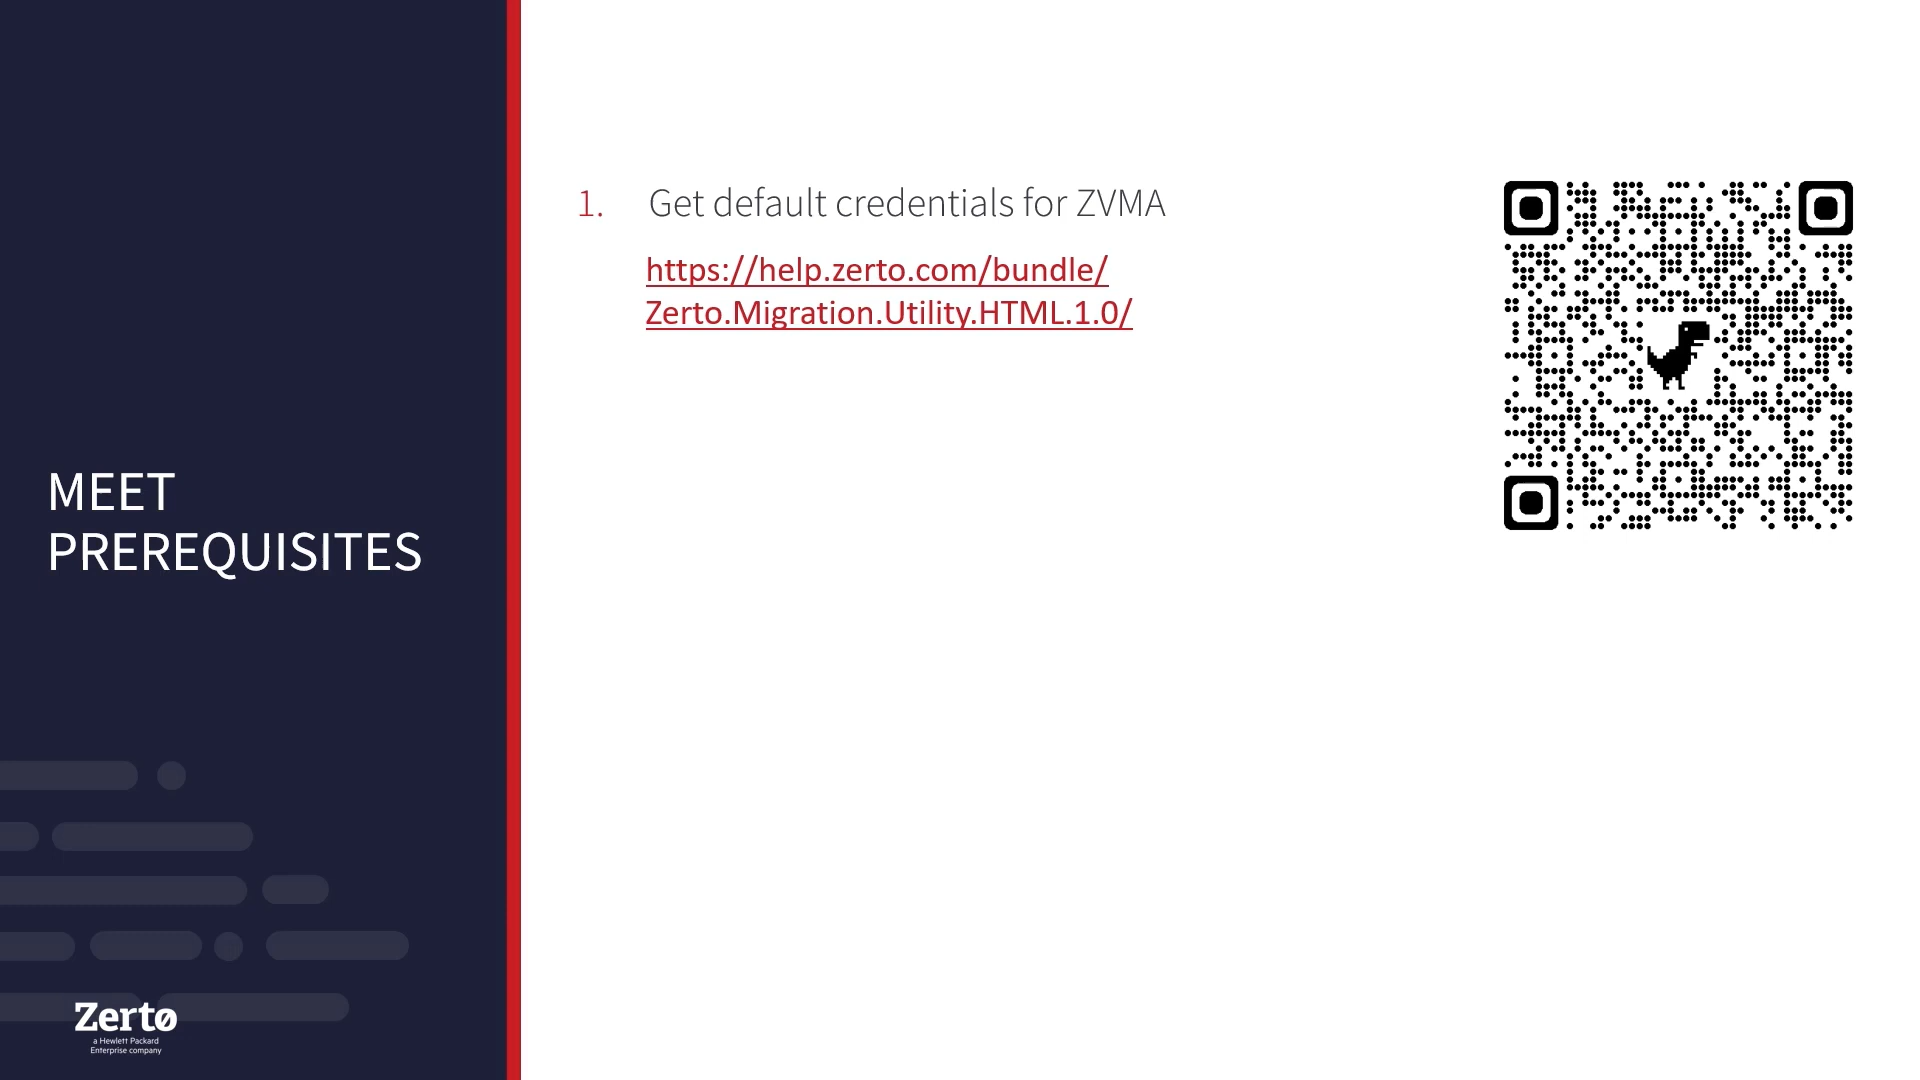 MEET
PREREQUISITES
1. Get default credentials for ZVMA
https://help.zerto.com/bundle/
Zerto.Migration.Utility.HTML.1.0/
Zerto
a Hewlett Packard
Enterprise company